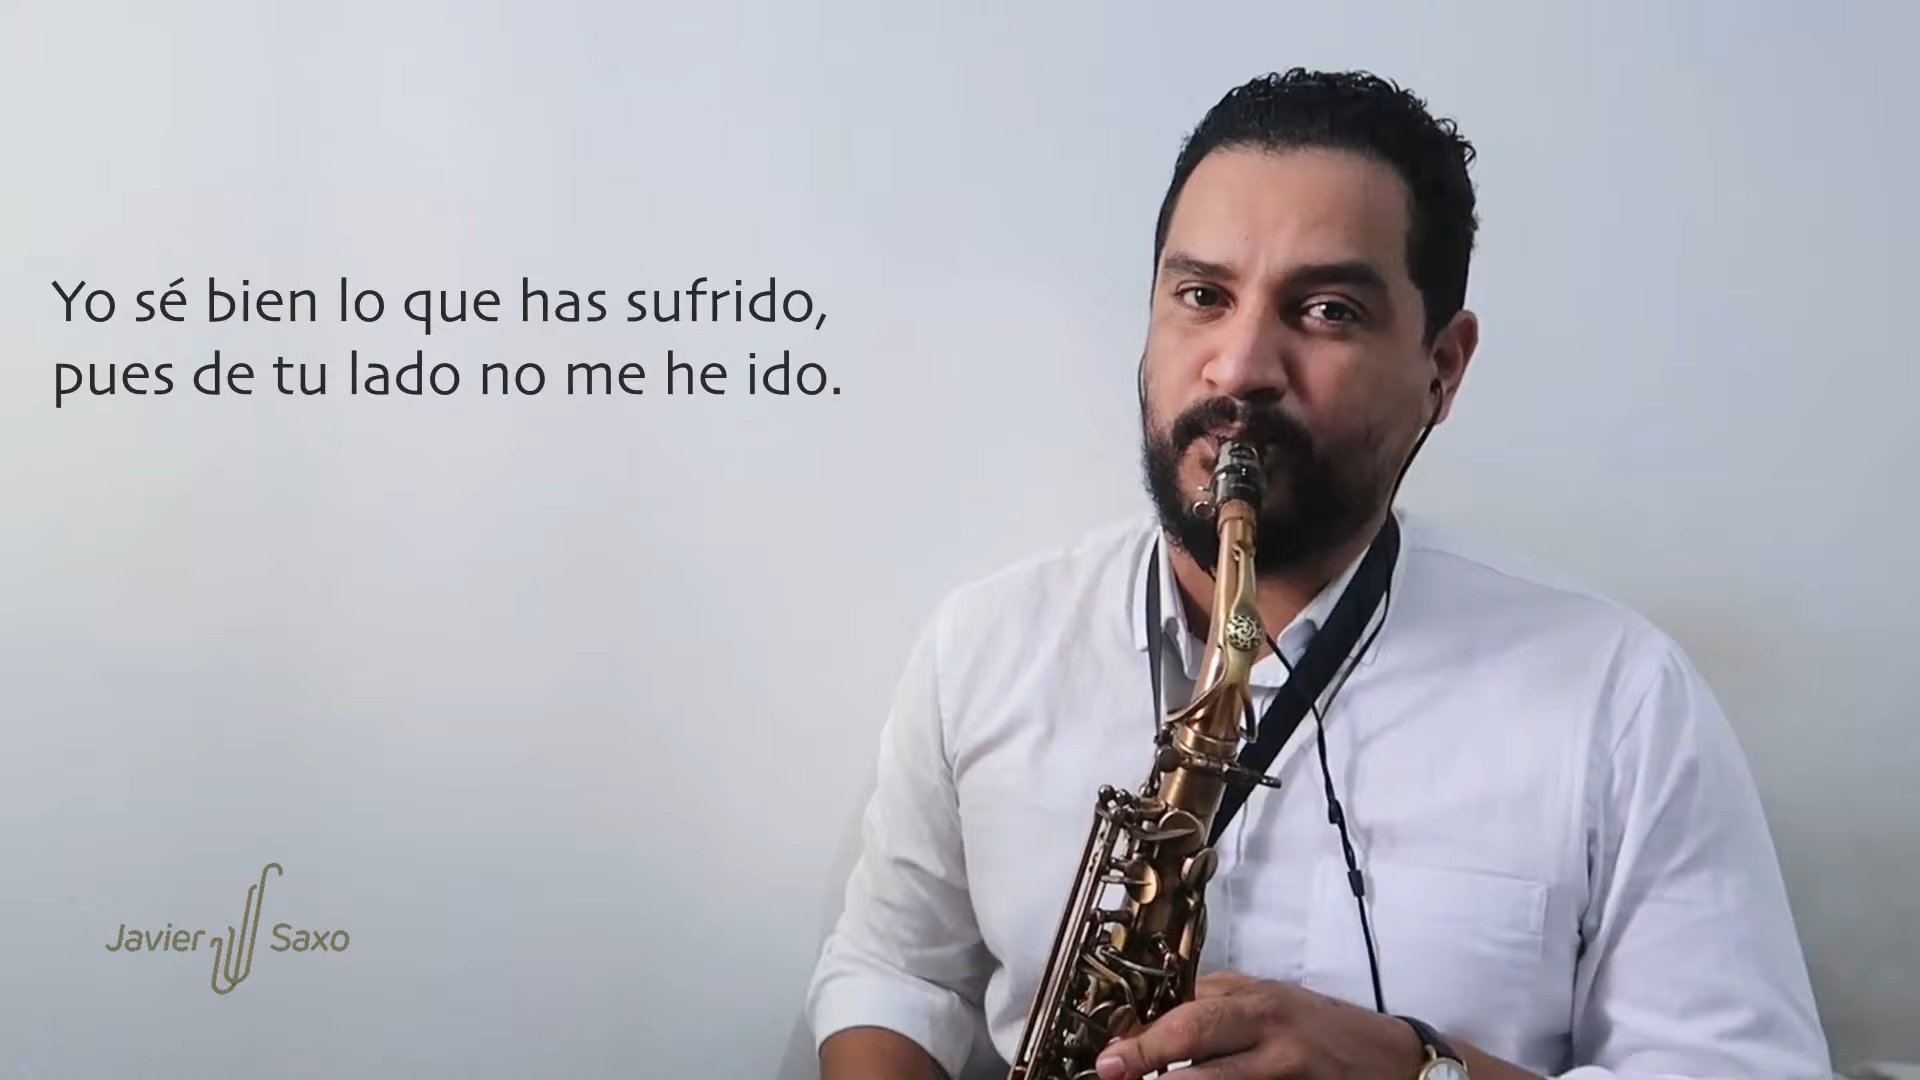 Yo sé bien lo que has sufrido,
pues de tu lado no me he ido.
Javier Saxo